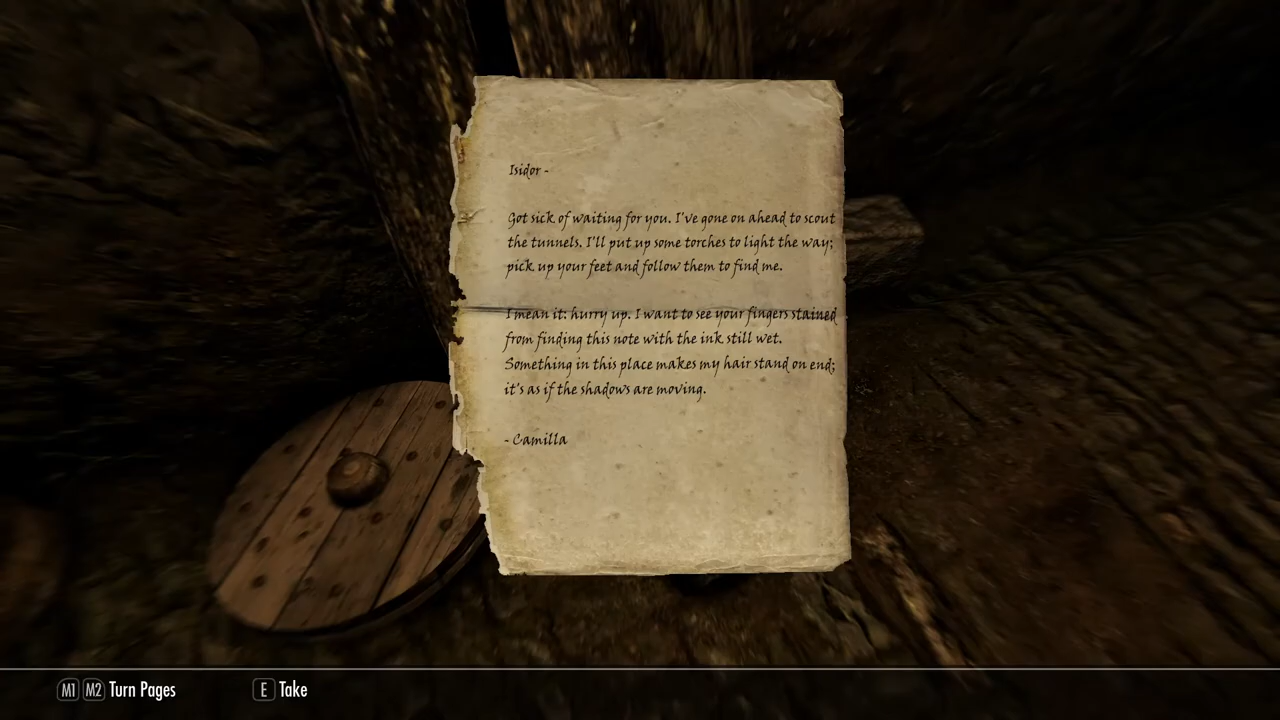 Isidor -
Got sick of waiting for you. I've gone on ahead to scout
the tunnels. I'll put up some torches to light the way;
pick up your feet and follow them to find me.
I mean it: hurry up. I want to see your fingers stained
from finding this note with the ink still wet.
Something in this place makes my hair stand on end;
it's as if the shadows are moving.
- Camilla
M1 M2 Turn Pages E Take